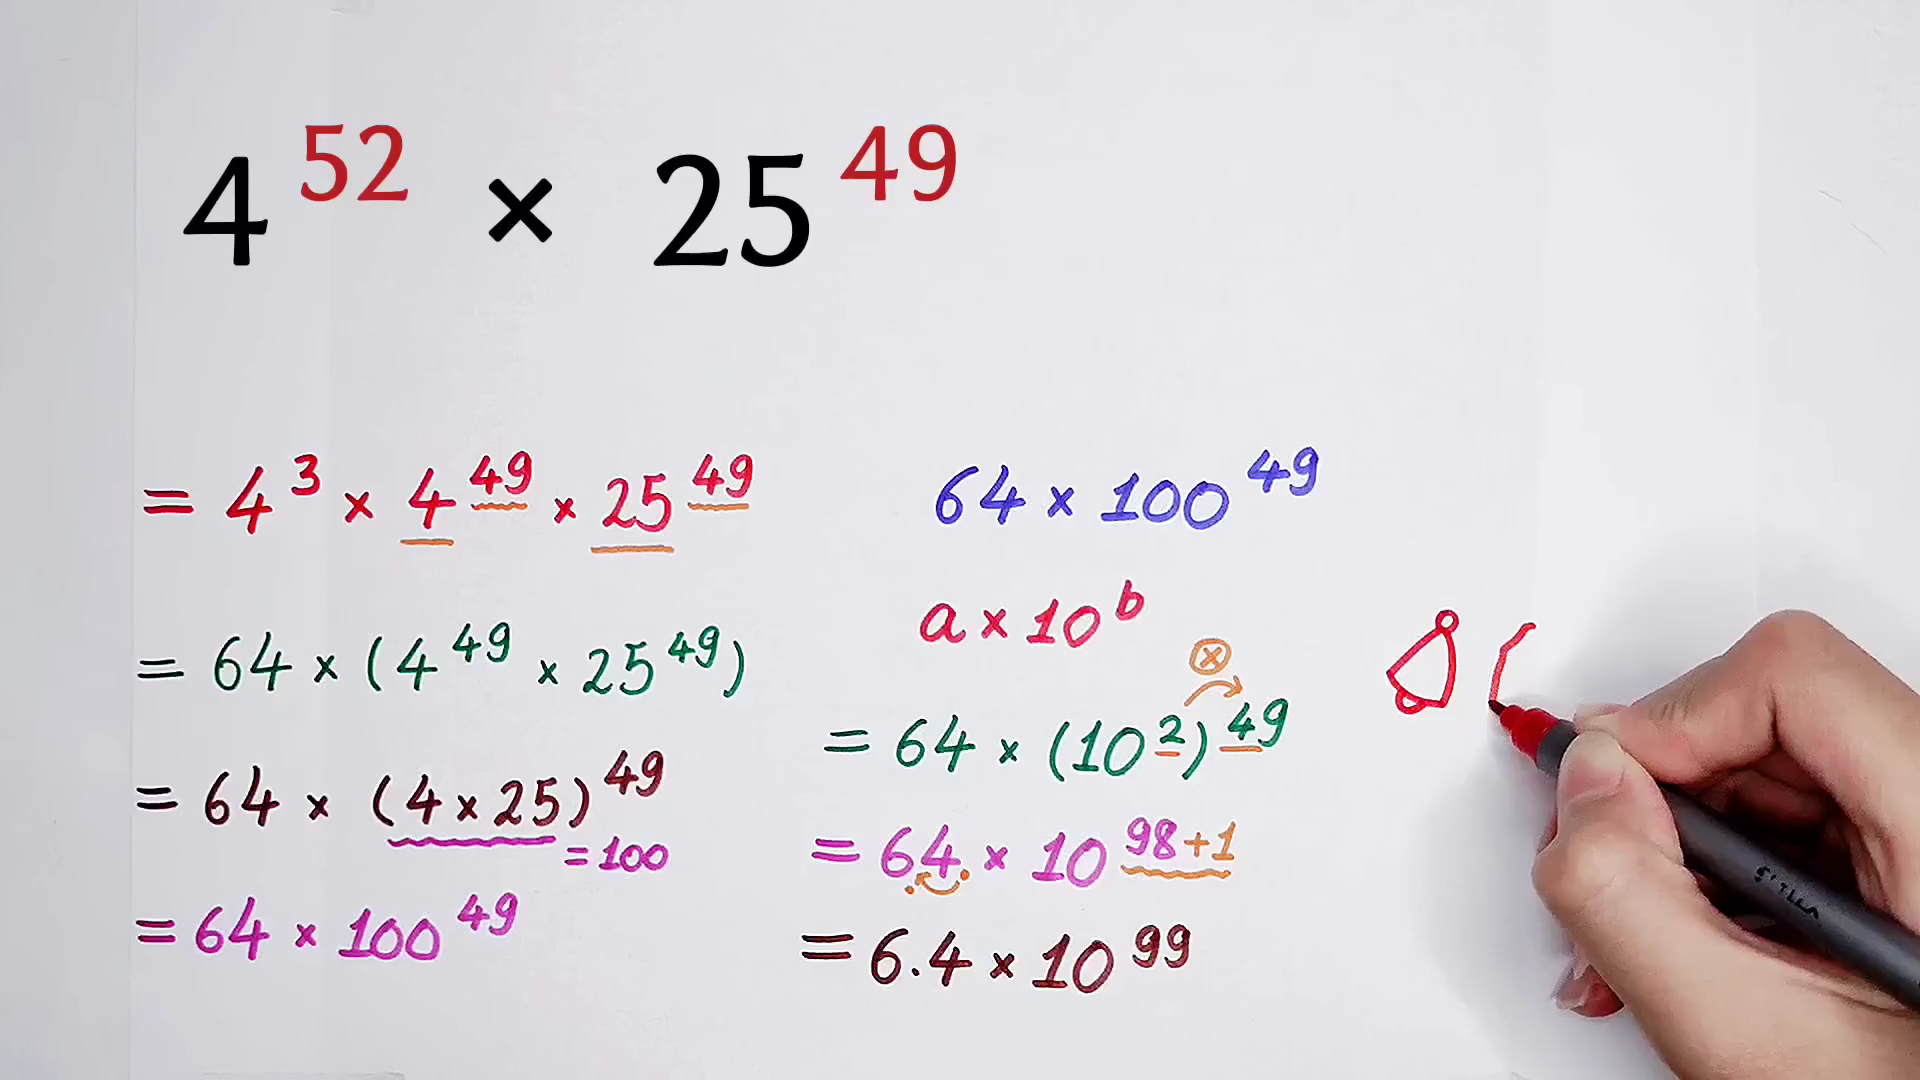 4^52 × 25^49
= 4^3 × 4^49 × 25^49
= 64 × (4^49 × 25^49)
= 64 × (4 × 25)^49
= 100
= 64 × 100^49
64 × 100^49
a × 10^b
×
= 64 × (10^2)^49
= 64 × 10^98+1
= 6.4 × 10^99